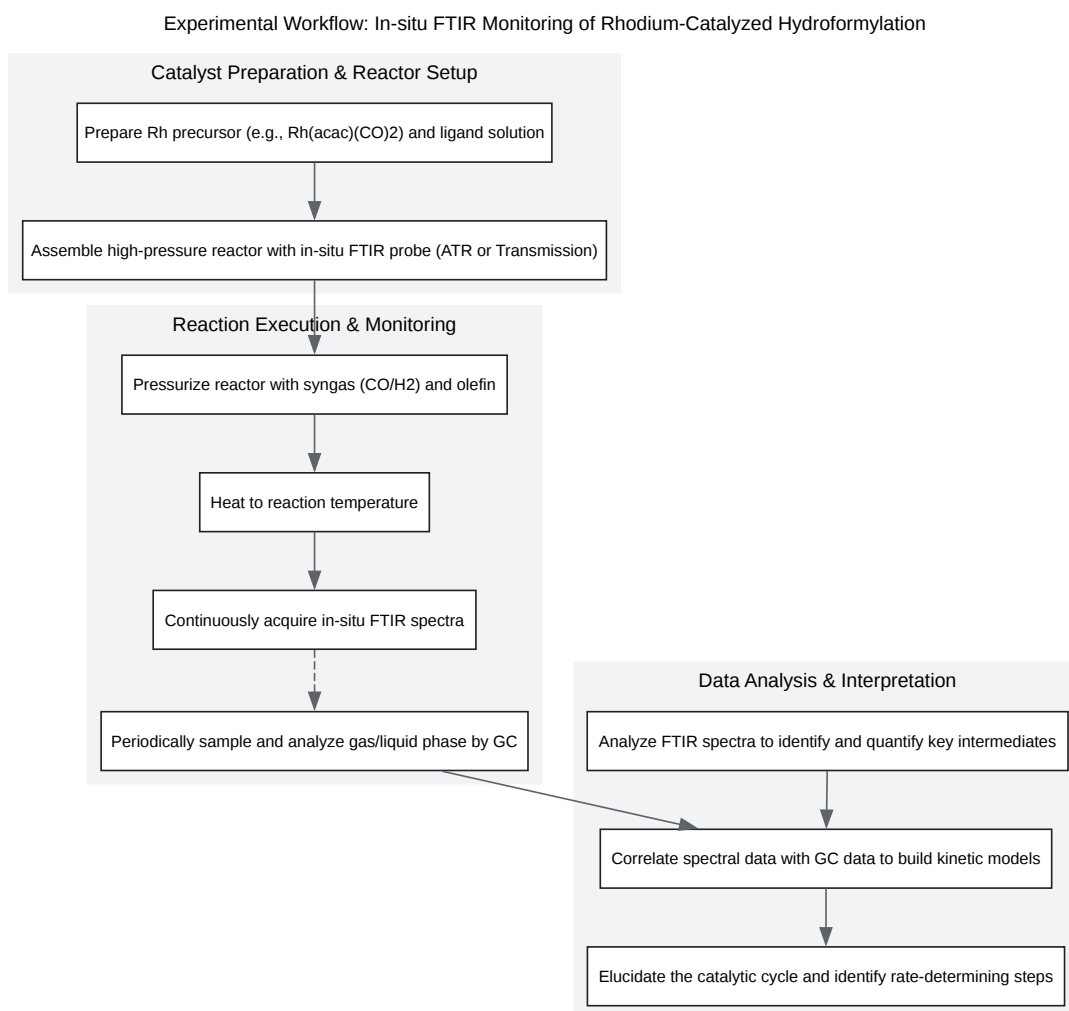 Experimental Workflow: In-situ FTIR Monitoring of Rhodium-Catalyzed Hydroformylation
Catalyst Preparation & Reactor Setup
Prepare Rh precursor (e.g., Rh(acac)(CO)2) and ligand solution
Assemble high-pressure reactor with in-situ FTIR probe (ATR or Transmission)
Reaction Execution & Monitoring
Pressurize reactor with syngas (CO/H2) and olefin
Heat to reaction temperature
Continuously acquire in-situ FTIR spectra
Periodically sample and analyze gas/liquid phase by GC
Data Analysis & Interpretation
Analyze FTIR spectra to identify and quantify key intermediates
Correlate spectral data with GC data to build kinetic models
Elucidate the catalytic cycle and identify rate-determining steps